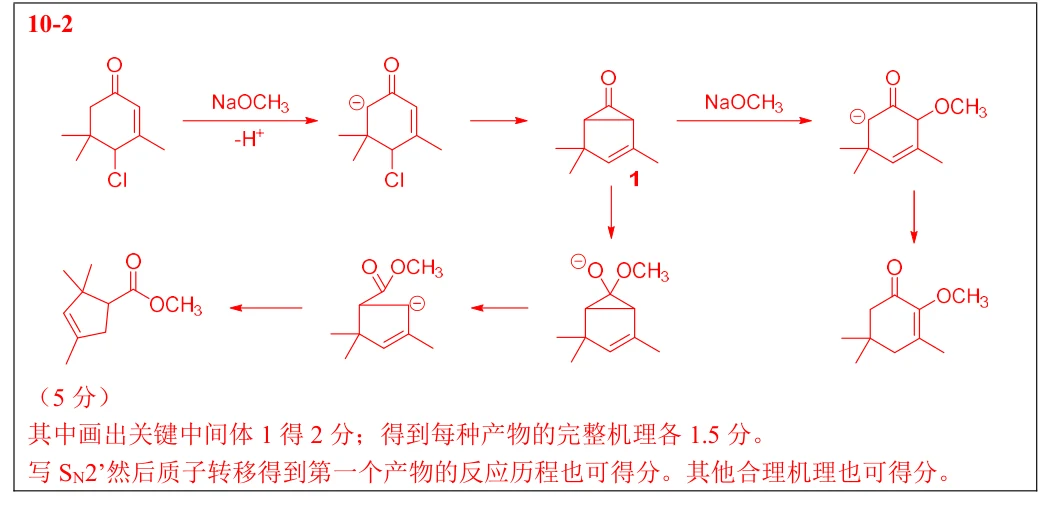 10-2
O
NaOCH3
-H+
Cl
O
Cl
O
1
NaOCH3
O
OCH3
O
OCH3
O
OCH3
O OCH3
O
OCH3
（5 分）
其中画出关键中间体 1 得 2 分；得到每种产物的完整机理各 1.5 分。
写 SN2’然后质子转移得到第一个产物的反应历程也可得分。其他合理机理也可得分。